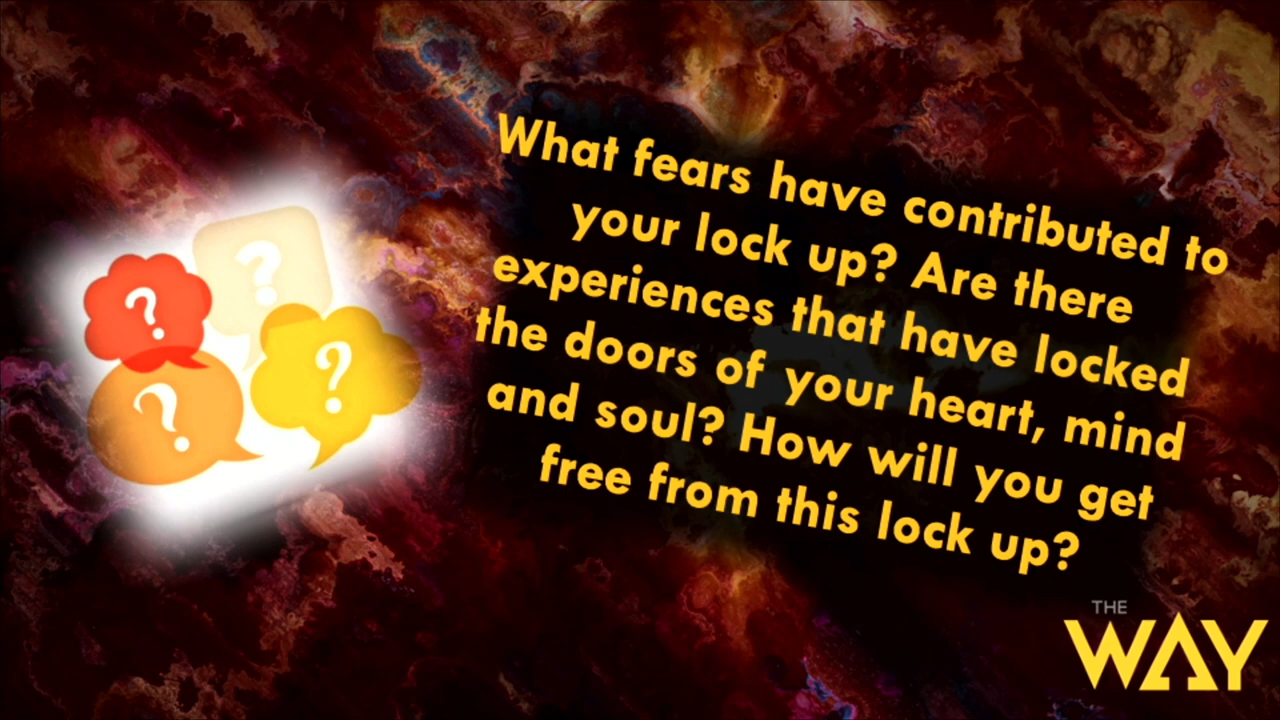 What fears have contributed to
your lock up? Are there
experiences that have locked
the doors of your heart, mind
and soul? How will you get
free from this lock up?
?
?
?
?
THE
WAY